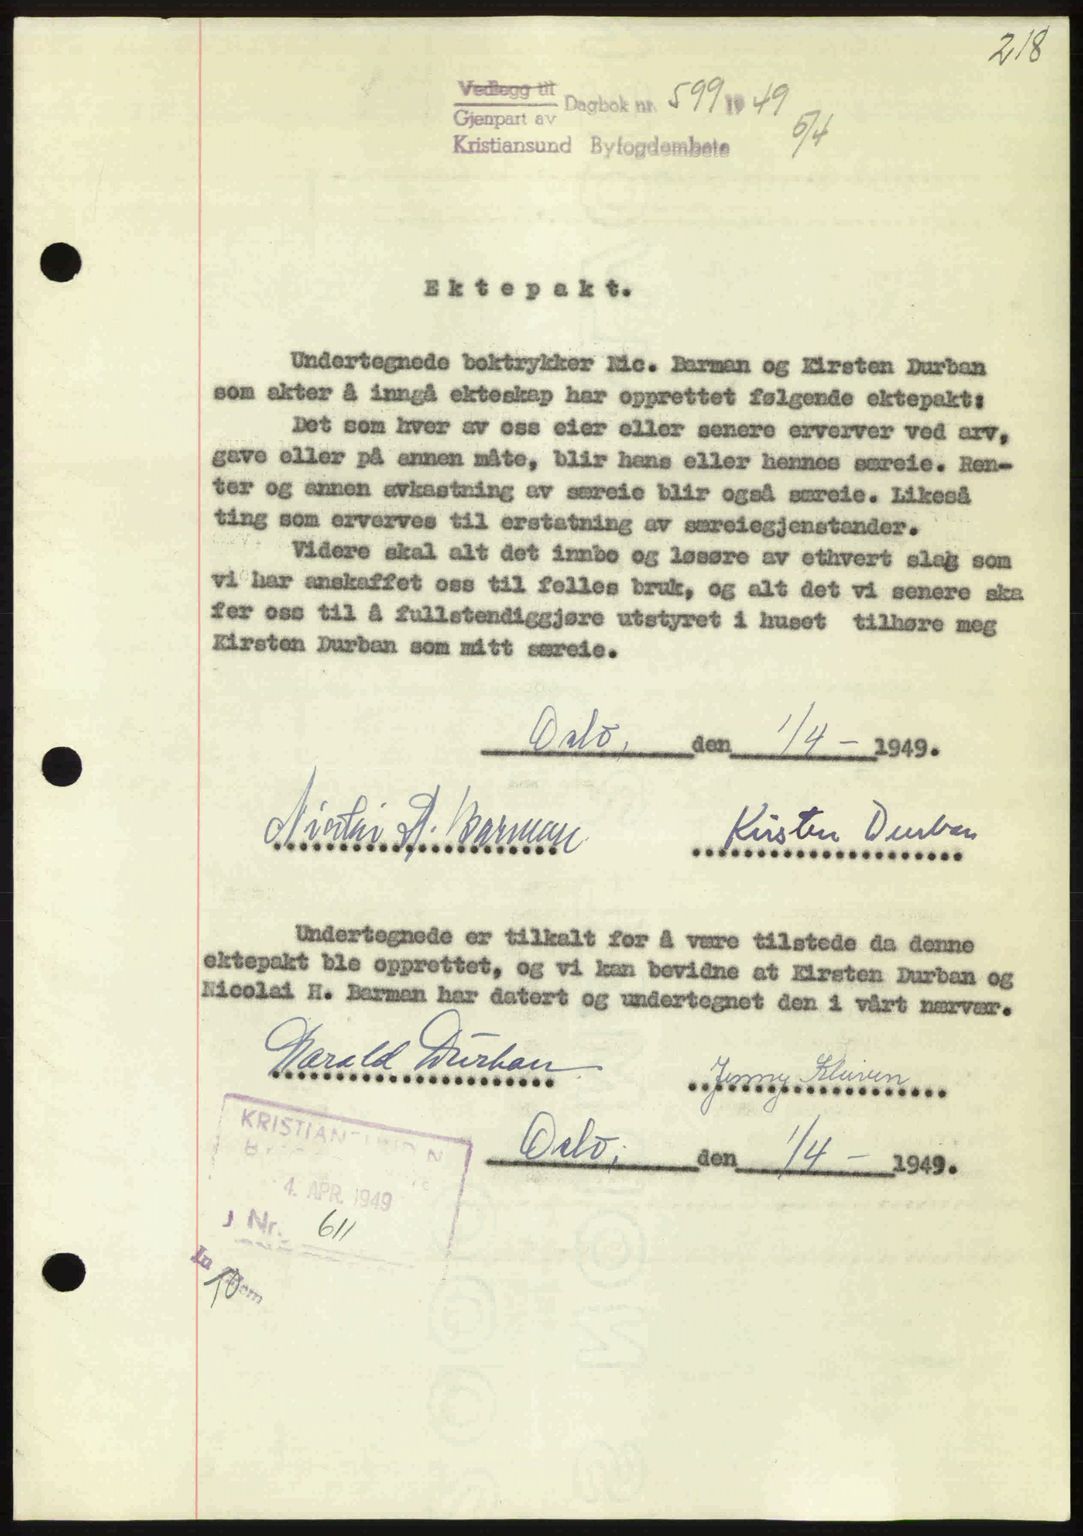 218
Vedlegg til
Gjenpart av Dagbok nr. 599 19 49
Kristiansund Byfogdembete 5/4
Ektepakt.
Undertegnede boktrykker Nic. Barman og Kirsten Durban
som akter å inngå ekteskap har opprettet følgende ektepakt:
Det som hver av oss eier eller senere erverver ved arv,
gave eller på annen måte, blir hans eller hennes særeie. Ren-
ter og annen avkastning av særeie blir også særeie. Likeså
ting som erverves til erstatning av særeiegjenstander.
Videre skal alt det innbo og løsøre av ethvert slag som
vi har anskaffet oss til felles bruk, og alt det vi senere ska
fer oss til å fullstendiggjøre utstyret i huset tilhøre meg
Kirsten Durban som mitt særeie.
Oslo, den 1/4 - 1949.
Nicolai H. Barman Kirsten Durban
Undertegnede er tilkalt for å være tilstede da denne
ektepakt ble opprettet, og vi kan bevidne at Kirsten Durban og
Nicolai H. Barman har datert og undertegnet den i vårt nærvær.
Harald Durban Jenny
Oslo, den 1/4 - 1949.
KRISTIANSUND N
4. APR. 1949
J Nr. 611
10